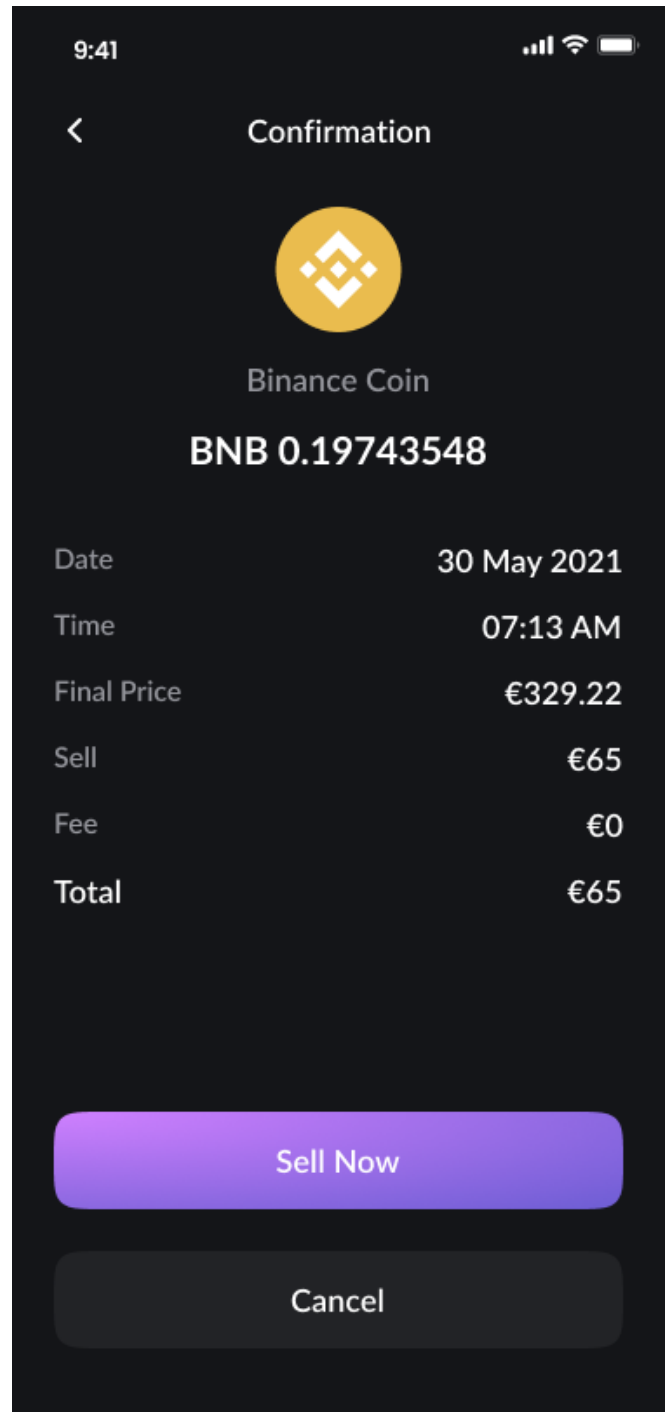 9:41
Confirmation
Binance Coin
BNB 0.19743548
Date 30 May 2021
Time 07:13 AM
Final Price €329.22
Sell €65
Fee €0
Total €65
Sell Now
Cancel